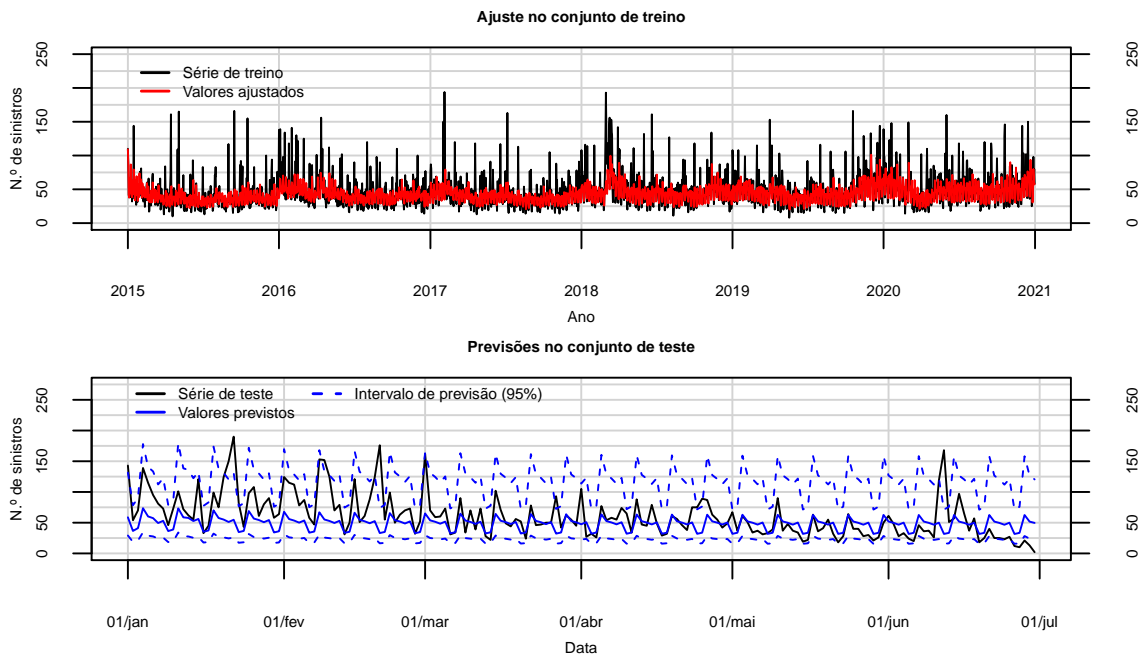 Ajuste no conjunto de treino
N.º de sinistros
250
150
50
0
Série de treino
Valores ajustados
250
150
50
0
2015 2016 2017 2018 2019 2020 2021
Ano
Previsões no conjunto de teste
N.º de sinistros
250
150
50
0
Série de teste Intervalo de previsão (95%)
Valores previstos
250
150
50
0
01/jan 01/fev 01/mar 01/abr 01/mai 01/jun 01/jul
Data